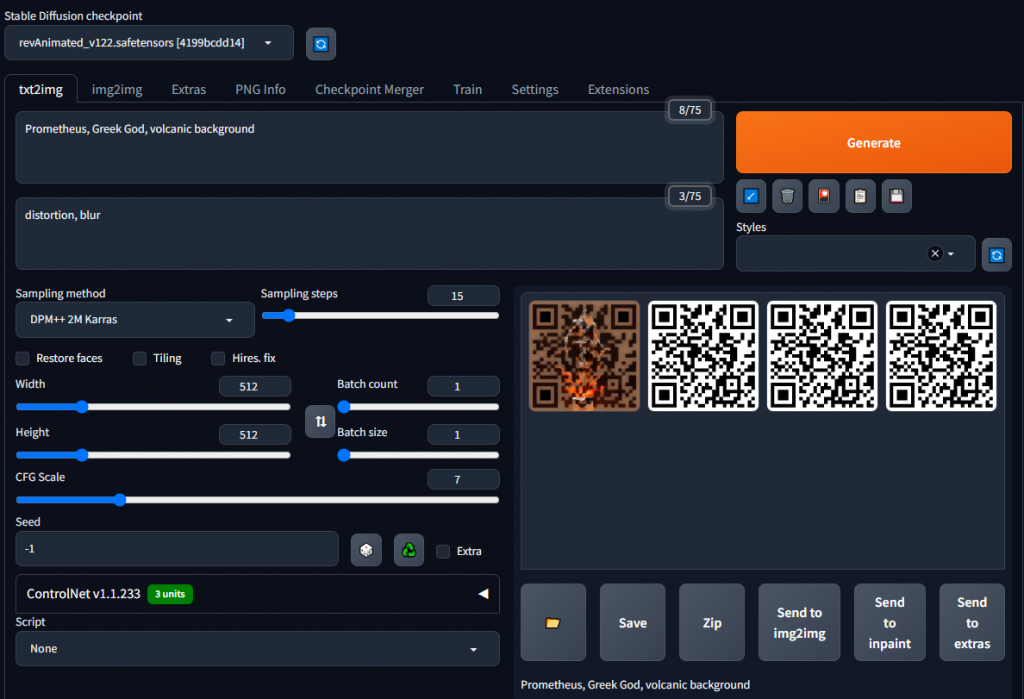 Stable Diffusion checkpoint
revAnimated_v122.safetensors [4199bcdd14]
txt2img img2img Extras PNG Info Checkpoint Merger Train Settings Extensions
8/75
Prometheus, Greek God, volcanic background
Generate
3/75
distortion, blur
Styles
Sampling method
DPM++ 2M Karras
Sampling steps
15
Restore faces Tiling Hires. fix
Width
512
Batch count
1
Height
512
Batch size
1
CFG Scale
7
Seed
-1
Extra
ControlNet v1.1.233 3 units
Script
None
Save
Zip
Send to
img2img
Send
to
inpaint
Send
to
extras
Prometheus, Greek God, volcanic background